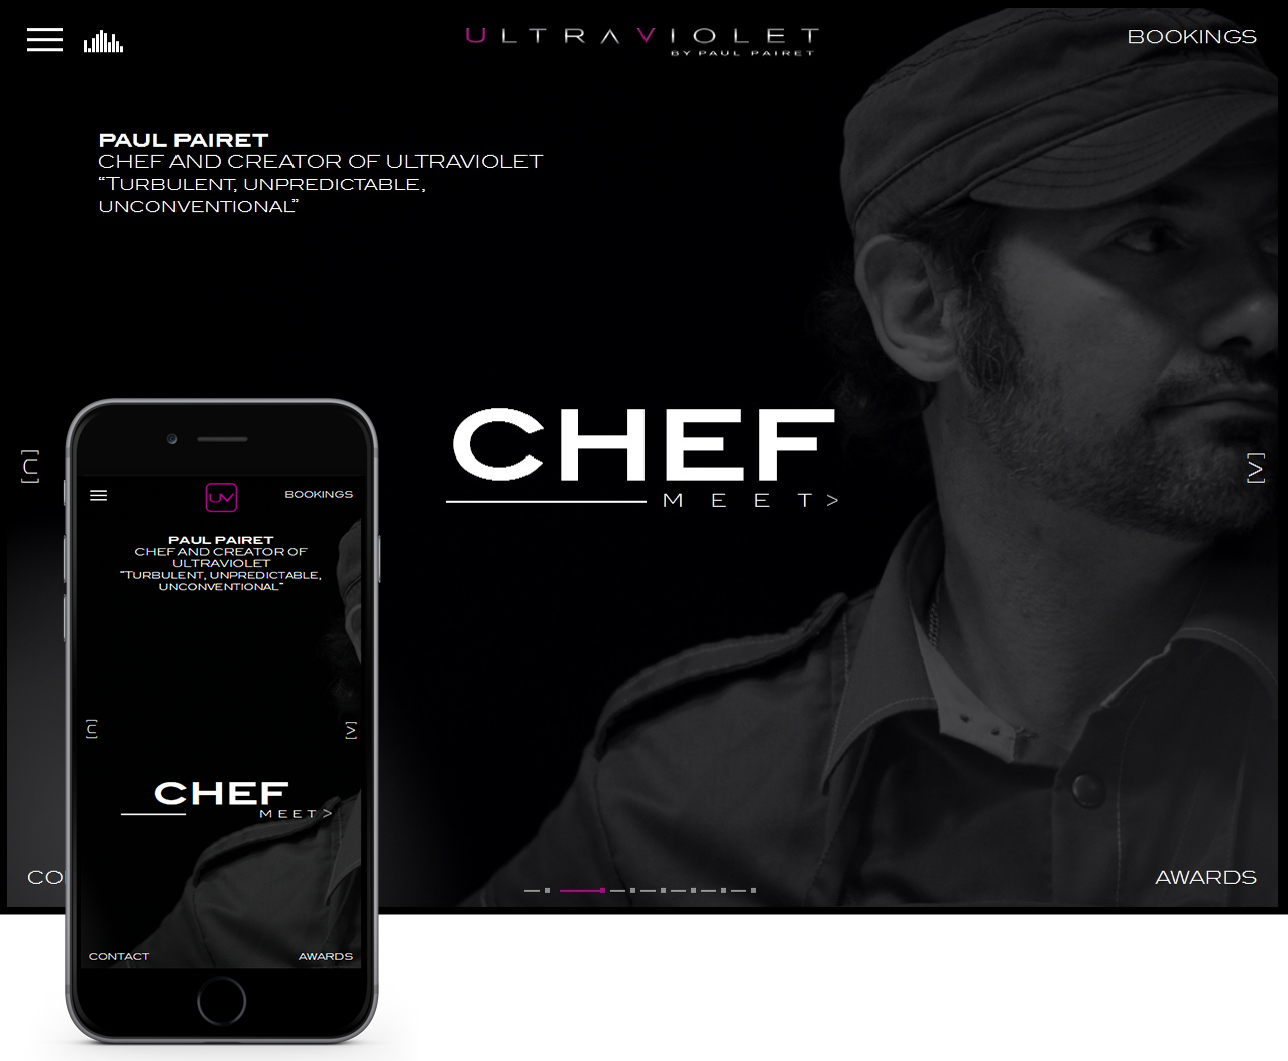 ULTRAVIOLET
BY PAUL PAIRET
BOOKINGS
PAUL PAIRET
CHEF AND CREATOR OF ULTRAVIOLET
“TURBULENT, UNPREDICTABLE,
UNCONVENTIONAL”
CHEF
MEET>
[U]
[V]
AWARDS
UV
BOOKINGS
PAUL PAIRET
CHEF AND CREATOR OF
ULTRAVIOLET
“TURBULENT, UNPREDICTABLE,
UNCONVENTIONAL”
[U]
[V]
CHEF
MEET>
CONTACT
AWARDS
CO